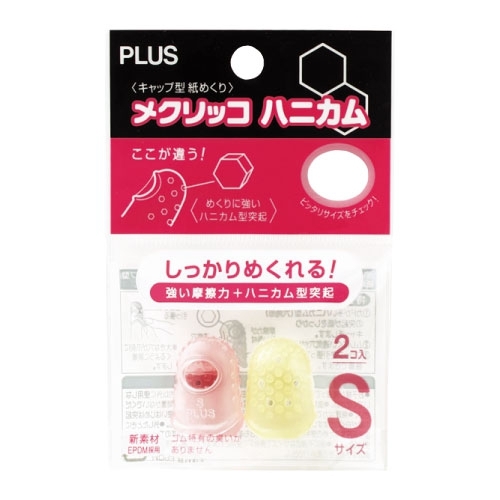 PLUS
〈キャップ型 紙めくり〉
メクリッコ ハニカム
ここが違う!
めくりに強い
ハニカム型突起
ピッタリサイズをチェック!
しっかりめくれる!
強い摩擦力+ハニカム型突起
2コ入
S
サイズ
S
PLUS
新素材
EPDM採用
ゴム特有の臭いが
ありません